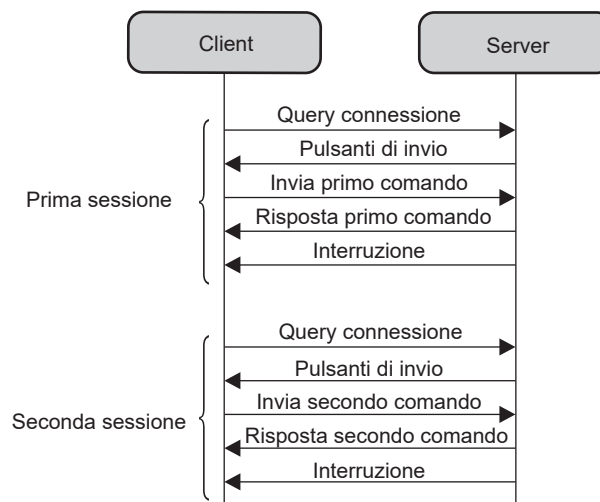 Client
Server
Query connessione
Pulsanti di invio
Invia primo comando
Prima sessione
Risposta primo comando
Interruzione
Query connessione
Pulsanti di invio
Invia secondo comando
Seconda sessione
Risposta secondo comando
Interruzione